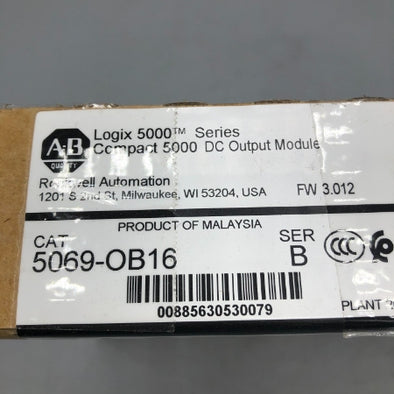 A-B
QUALITY
Logix 5000™ Series
Compact 5000 DC Output Module
Rockwell Automation
1201 S 2nd St, Milwaukee, WI 53204, USA
FW 3.012
PRODUCT OF MALAYSIA
CAT
5069-OB16
SER
B
CCC
00885630530079
PLANT